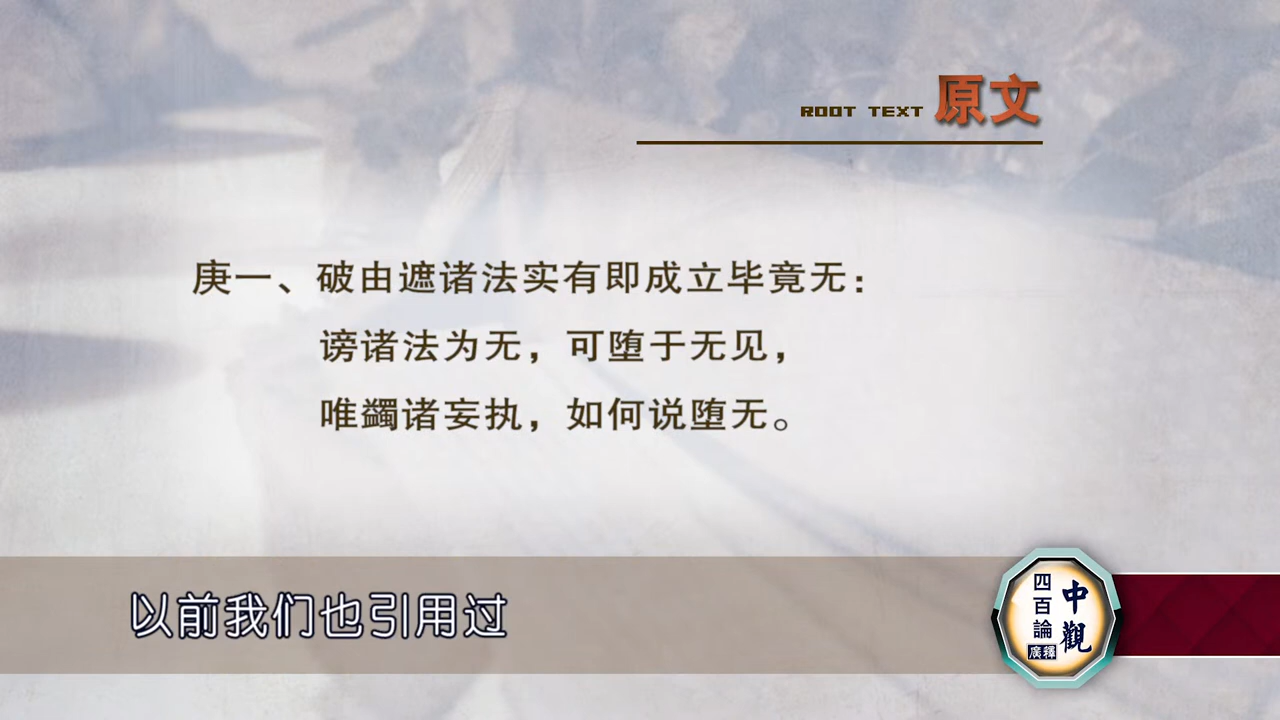 ROOT TEXT 原文
庚一、破由遮诸法实有即成立毕竟无：
谤诸法为无，可堕于无见，
唯蠲诸妄执，如何说堕无。
以前我们也引用过
中觀
四百論
廣釋